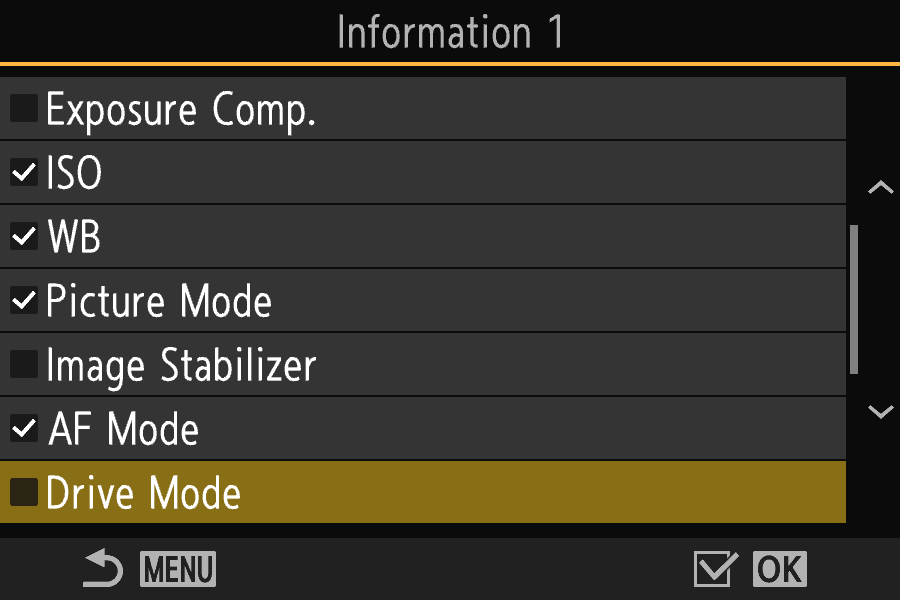 Information 1
Exposure Comp.
ISO
WB
Picture Mode
Image Stabilizer
AF Mode
Drive Mode
MENU OK